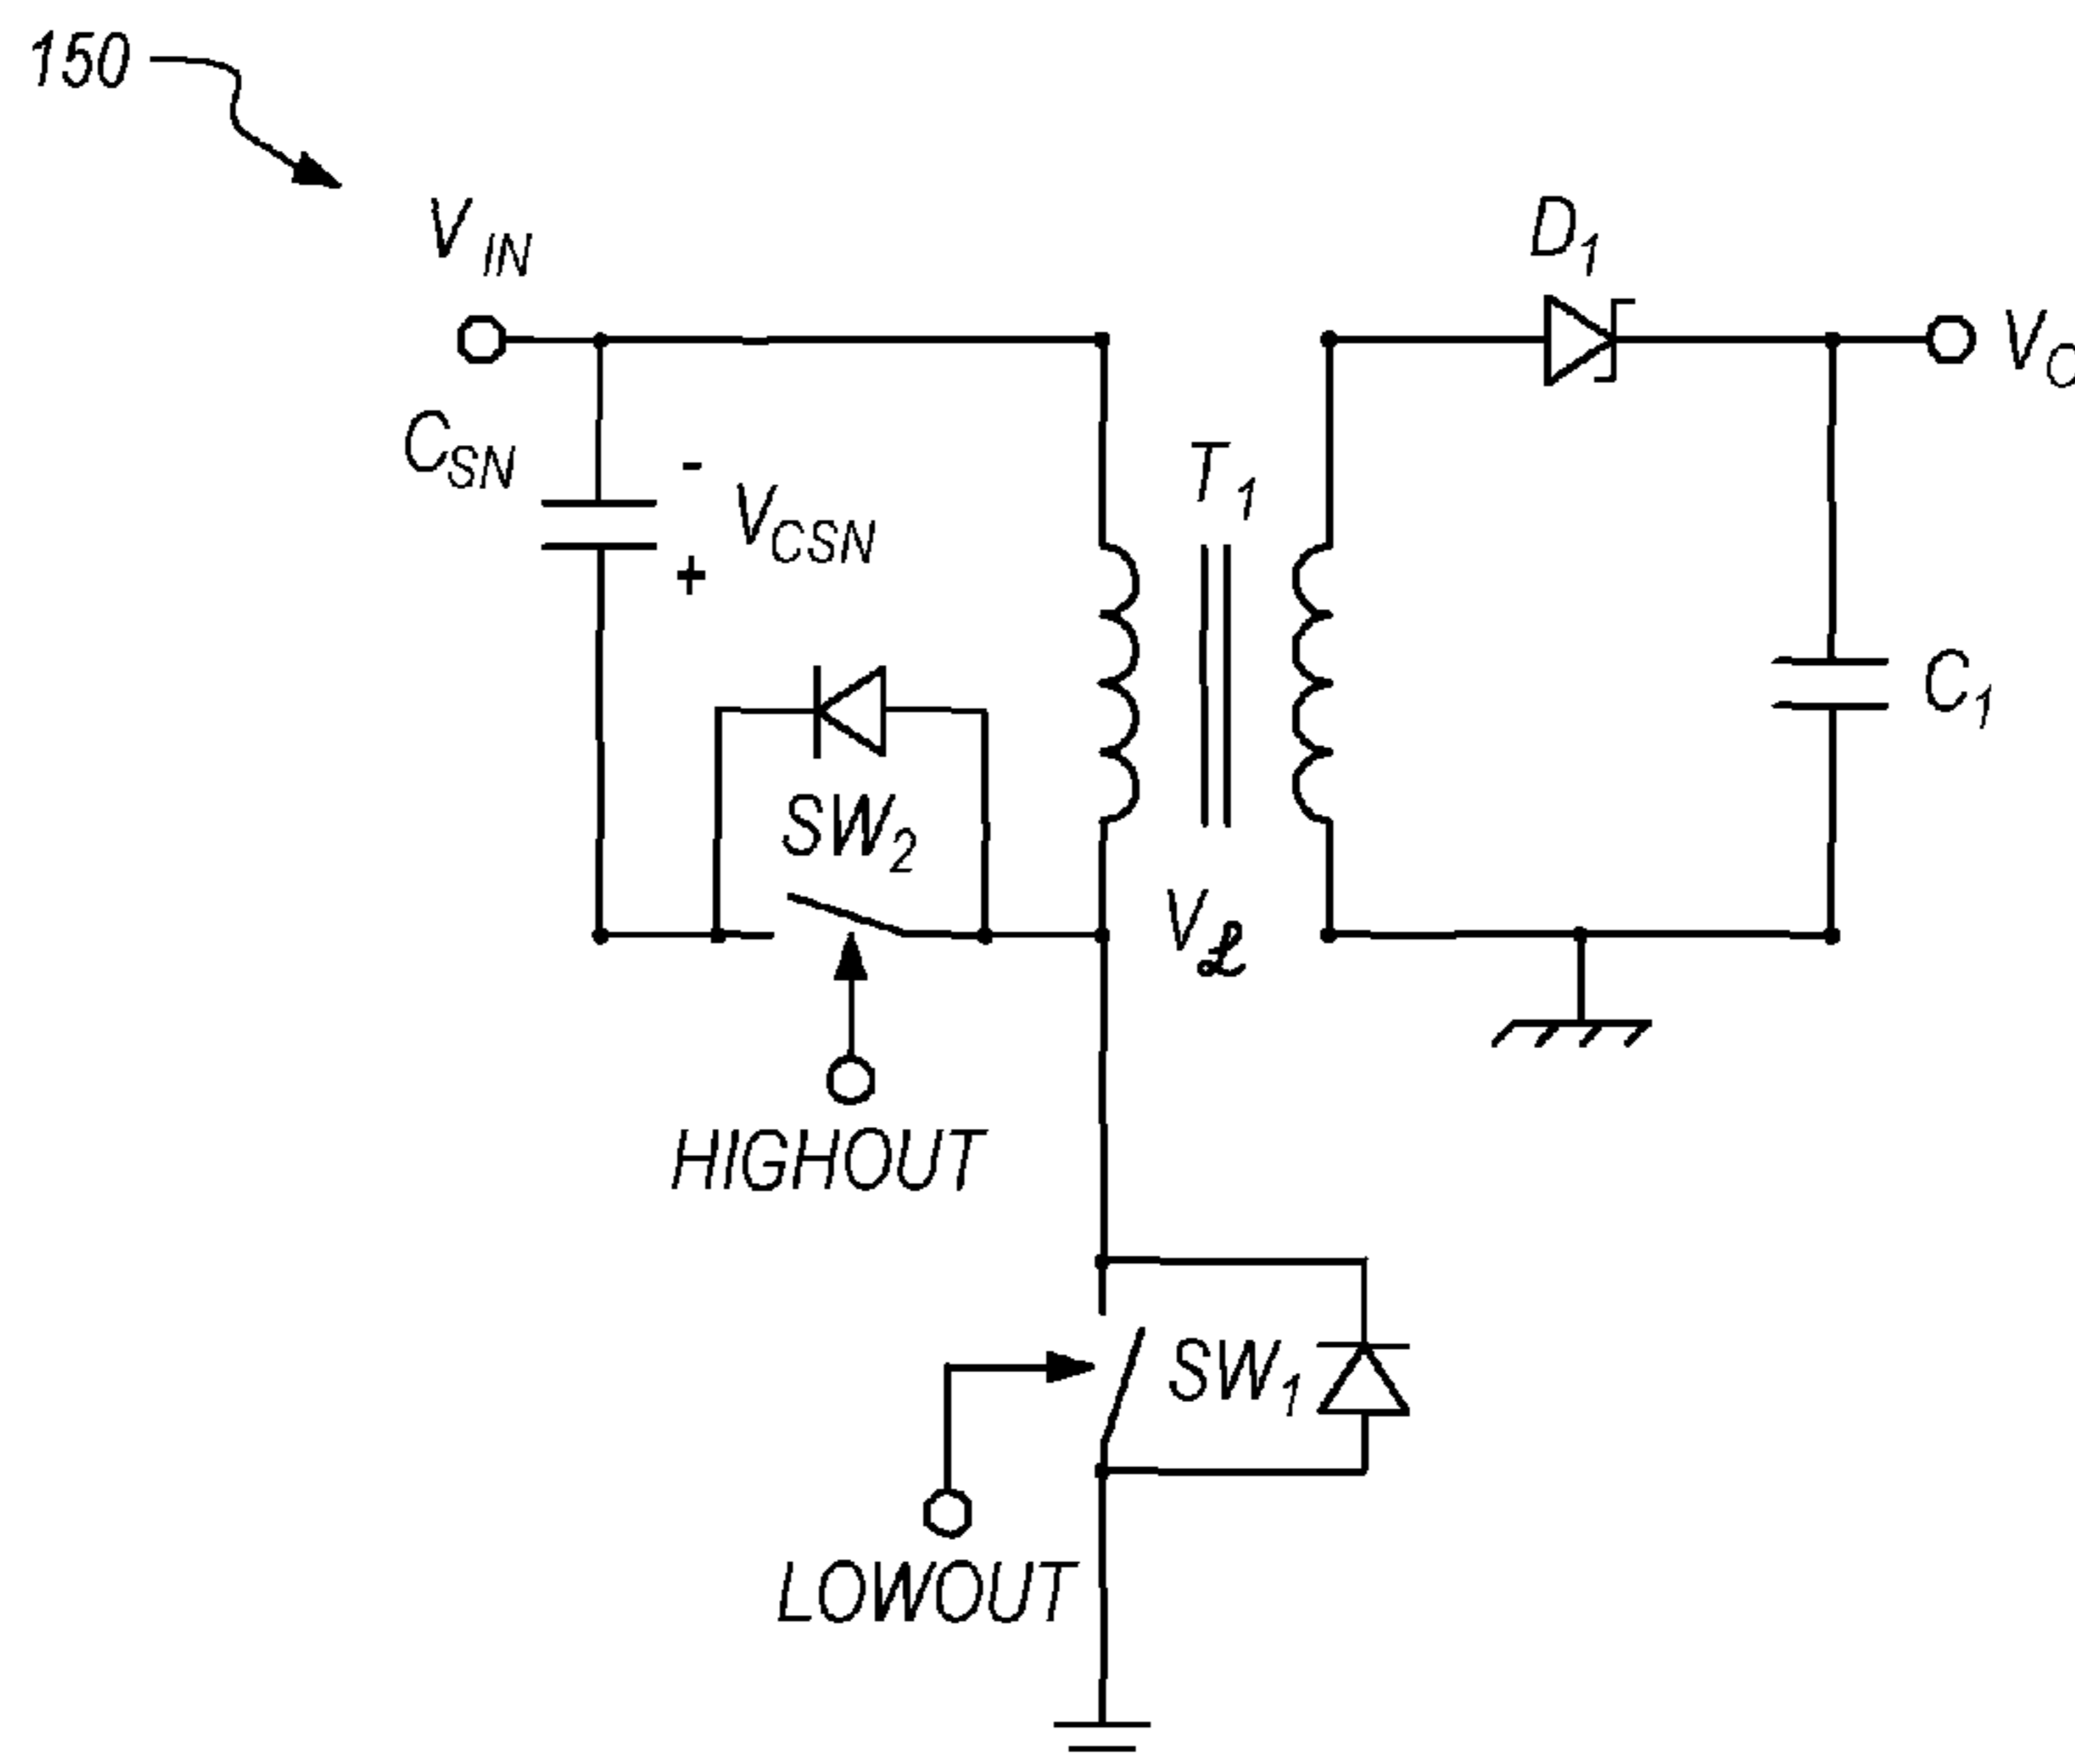 150
V IN
D1
VO
CSN
-
VCSN
+
T1
C1
SW2
Vℒ
HIGHOUT
SW1
LOWOUT